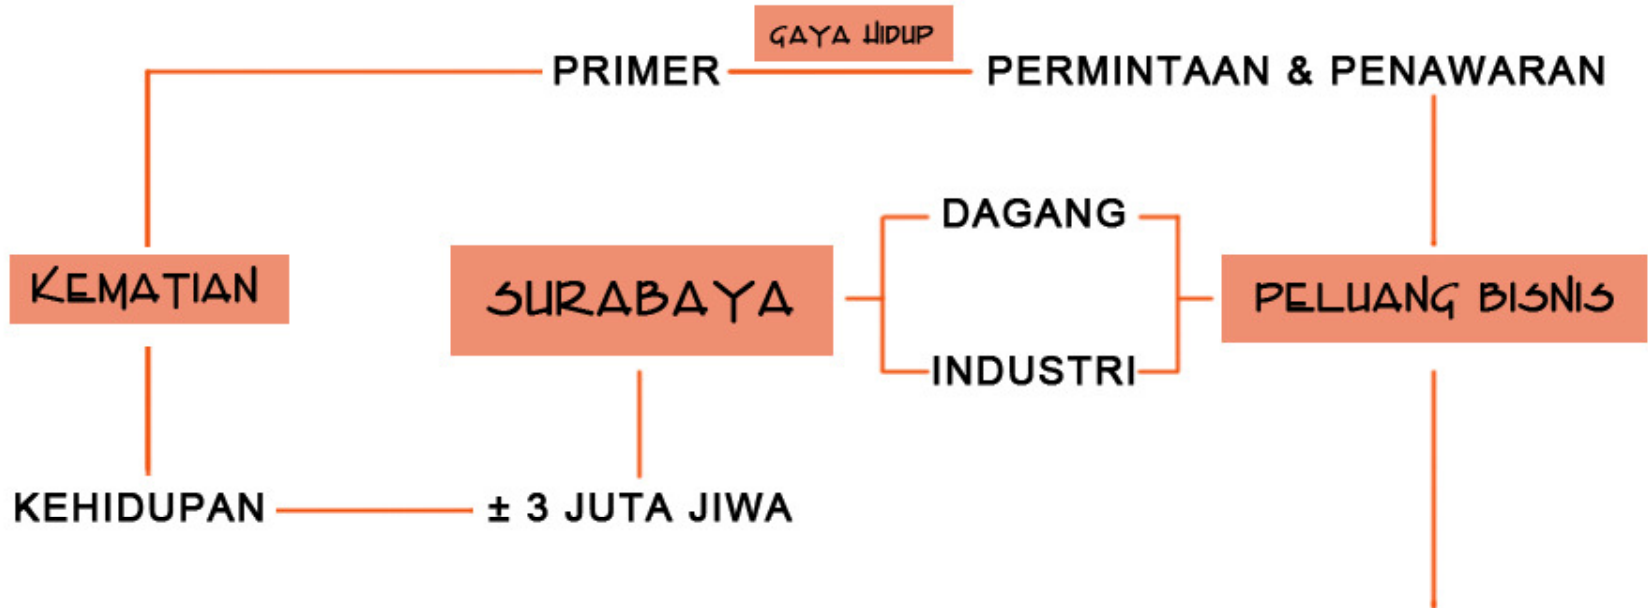 GAYA HIDUP
PRIMER
PERMINTAAN & PENAWARAN
DAGANG
KEMATIAN
SURABAYA
PELUANG BISNIS
INDUSTRI
KEHIDUPAN
± 3 JUTA JIWA